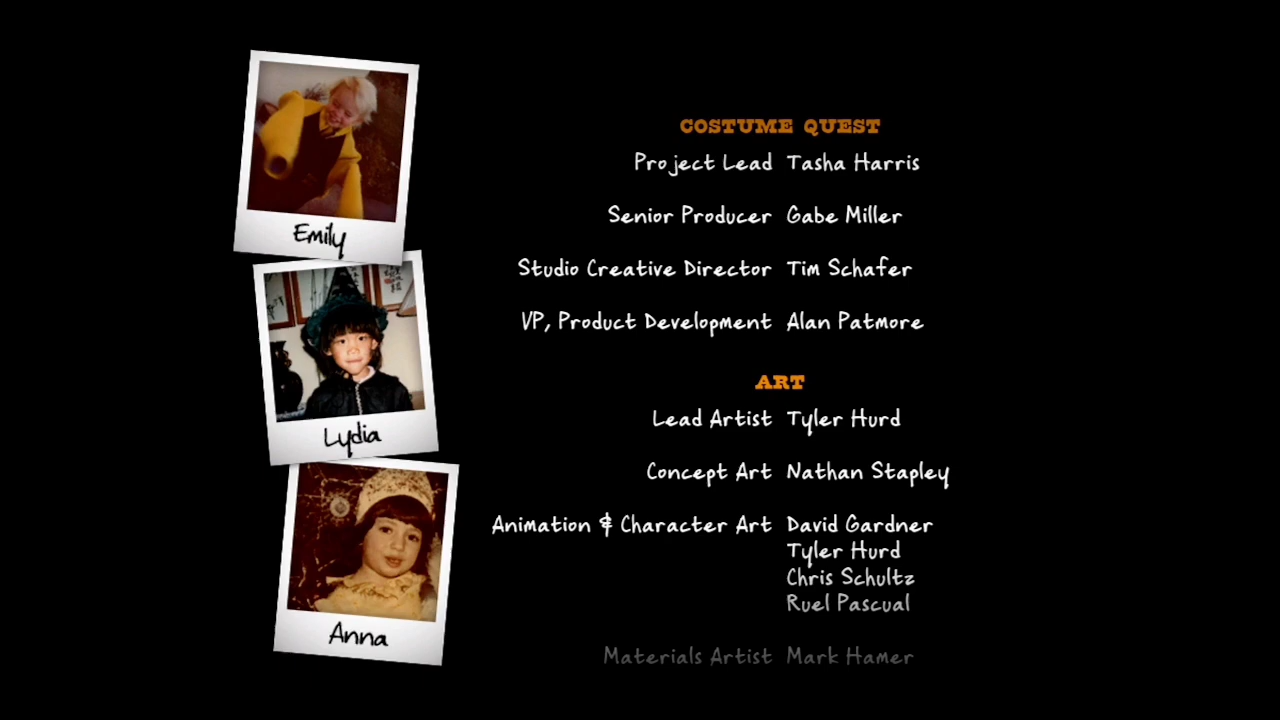 Emily
Lydia
Anna
COSTUME QUEST
Project Lead Tasha Harris
Senior Producer Gabe Miller
Studio Creative Director Tim Schafer
VP, Product Development Alan Patmore
ART
Lead Artist Tyler Hurd
Concept Art Nathan Stapley
Animation & Character Art David Gardner
Tyler Hurd
Chris Schultz
Ruel Pascual
Materials Artist Mark Hamer